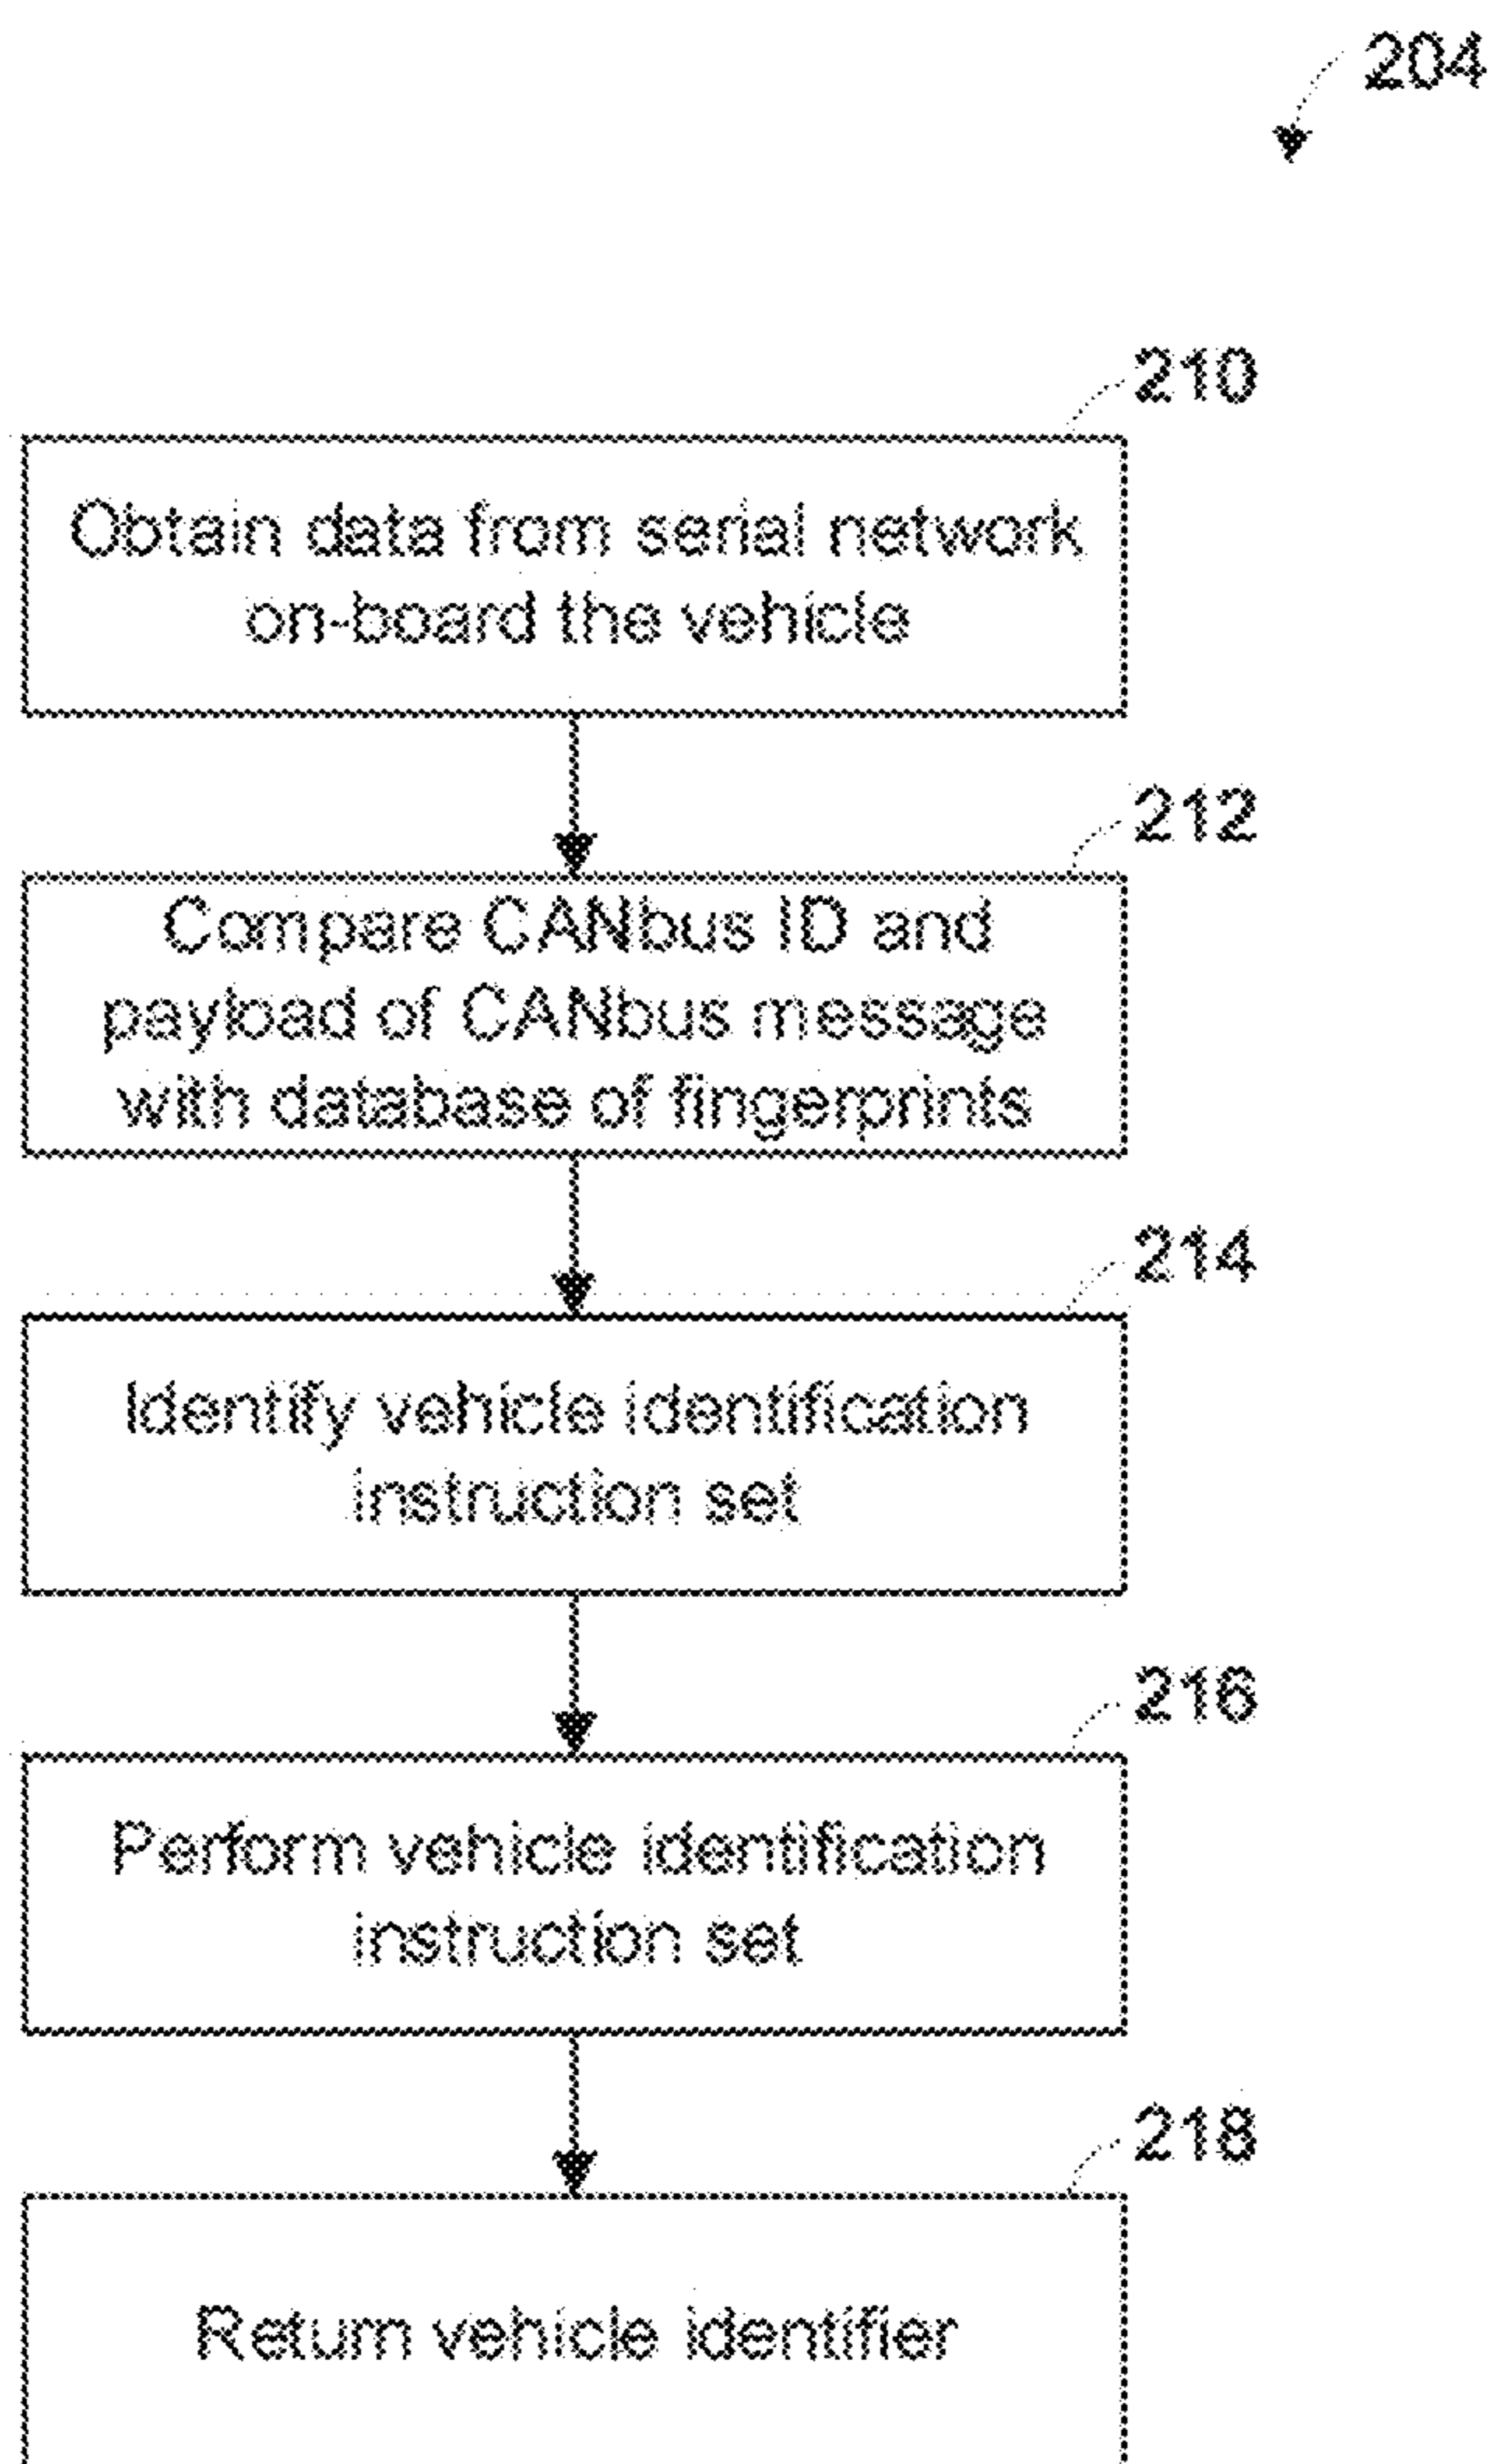 204
210
Obtain data from serial network
on-board the vehicle
212
Compare CANbus ID and
payload of CANbus message
with database of fingerprints
214
Identify vehicle identification
instruction set
216
Perform vehicle identification
instruction set
218
Return vehicle identifier